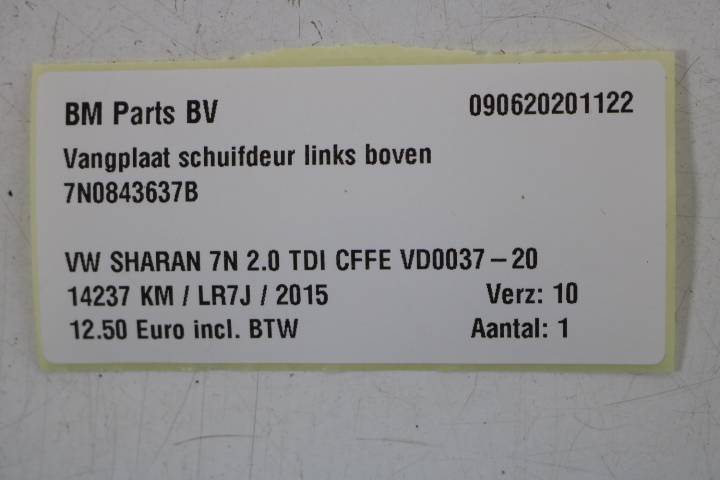 BM Parts BV 090620201122
Vangplaat schuifdeur links boven
7N0843637B
VW SHARAN 7N 2.0 TDI CFFE VD0037-20
14237 KM / LR7J / 2015 Verz: 10
12.50 Euro incl. BTW Aantal: 1